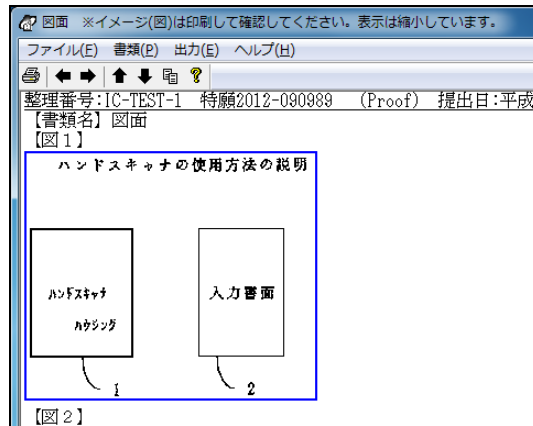 図面　※イメージ(図)は印刷して確認してください。表示は縮小しています。
ファイル(F)　書類(P)　出力(E)　ヘルプ(H)
整理番号:IC-TEST-1　特願2012-090989　(Proof)　提出日:平成
【書類名】図面
【図１】
ハンドスキャナの使用方法の説明
ハンドスキャナ
ハウジング
入力書面
1
2
【図２】